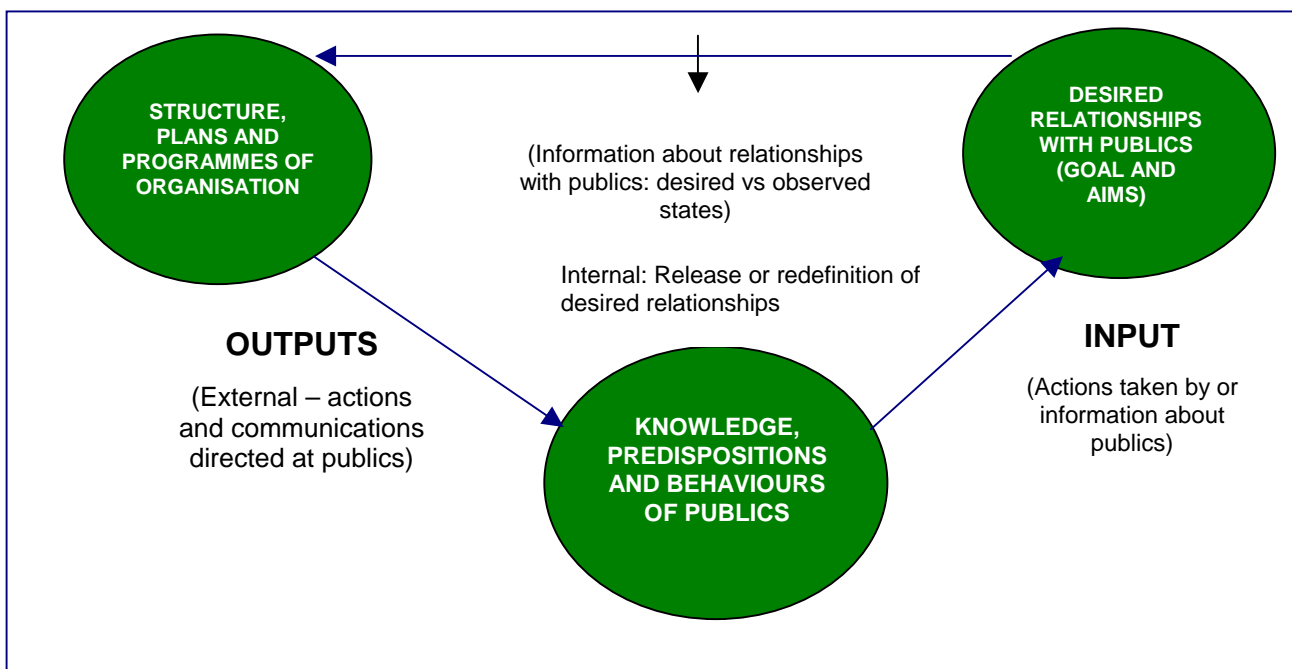 STRUCTURE,
PLANS AND
PROGRAMMES OF
ORGANISATION
DESIRED
RELATIONSHIPS
WITH PUBLICS
(GOAL AND
AIMS)
(Information about relationships
with publics: desired vs observed
states)
Internal: Release or redefinition of
desired relationships
OUTPUTS
(External – actions
and communications
directed at publics)
INPUT
(Actions taken by or
information about
publics)
KNOWLEDGE,
PREDISPOSITIONS
AND BEHAVIOURS
OF PUBLICS